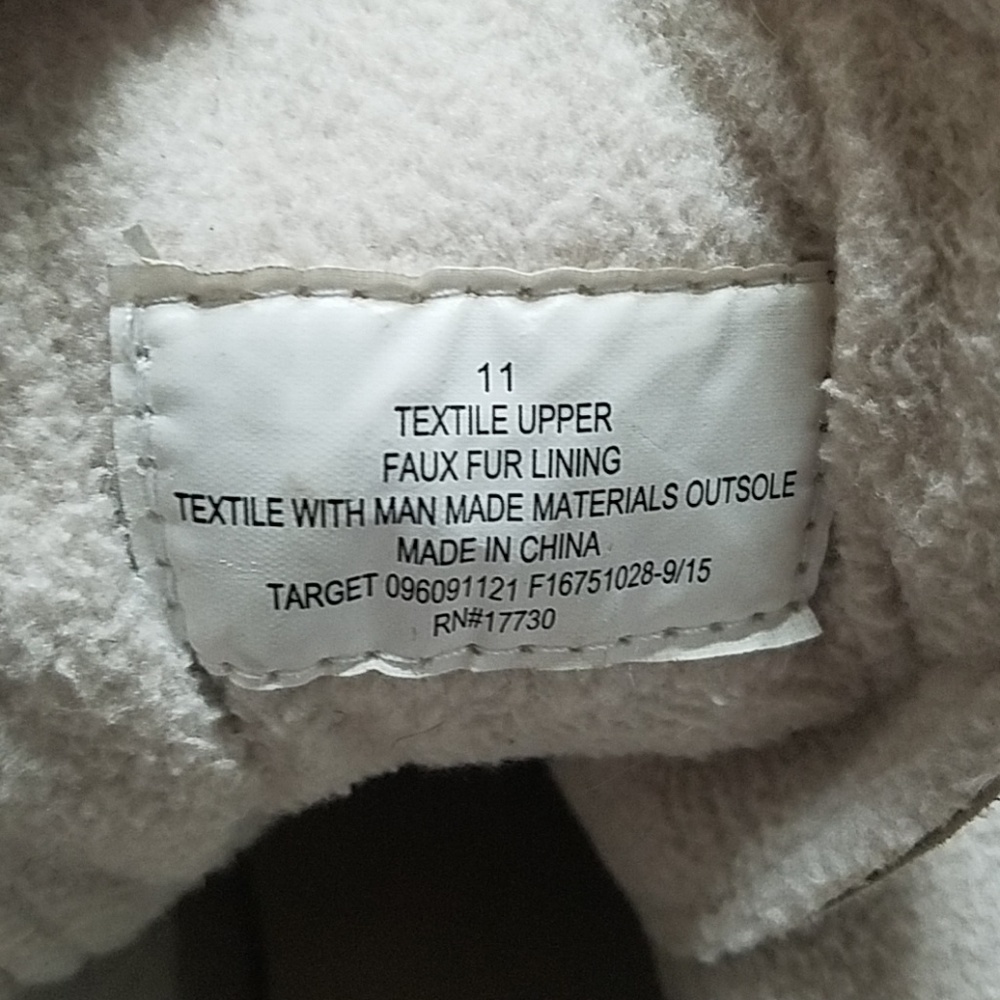 11
TEXTILE UPPER
FAUX FUR LINING
TEXTILE WITH MAN MADE MATERIALS OUTSOLE
MADE IN CHINA
TARGET 096091121 F16751028-9/15
RN#17730